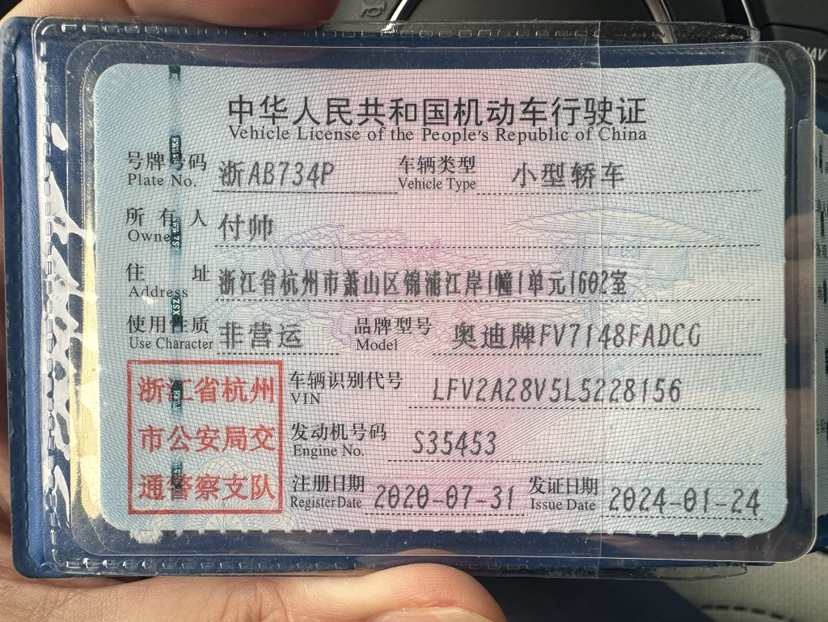 中华人民共和国机动车行驶证
Vehicle License of the People's Republic of China
号牌号码 浙AB734P 车辆类型 小型轿车
Plate No. Vehicle Type
所有人 付帅
Owner
住址 浙江省杭州市萧山区锦浦江岸1幢1单元1602室
Address
使用性质 非营运 品牌型号 奥迪牌FV7148FADCG
Use Character Model
浙江省杭州 车辆识别代号 LFV2A28V5L5228156
VIN
市公安局交 发动机号码 S35453
Engine No.
通警察支队 注册日期 2020-07-31 发证日期 2024-01-24
Register Date Issue Date